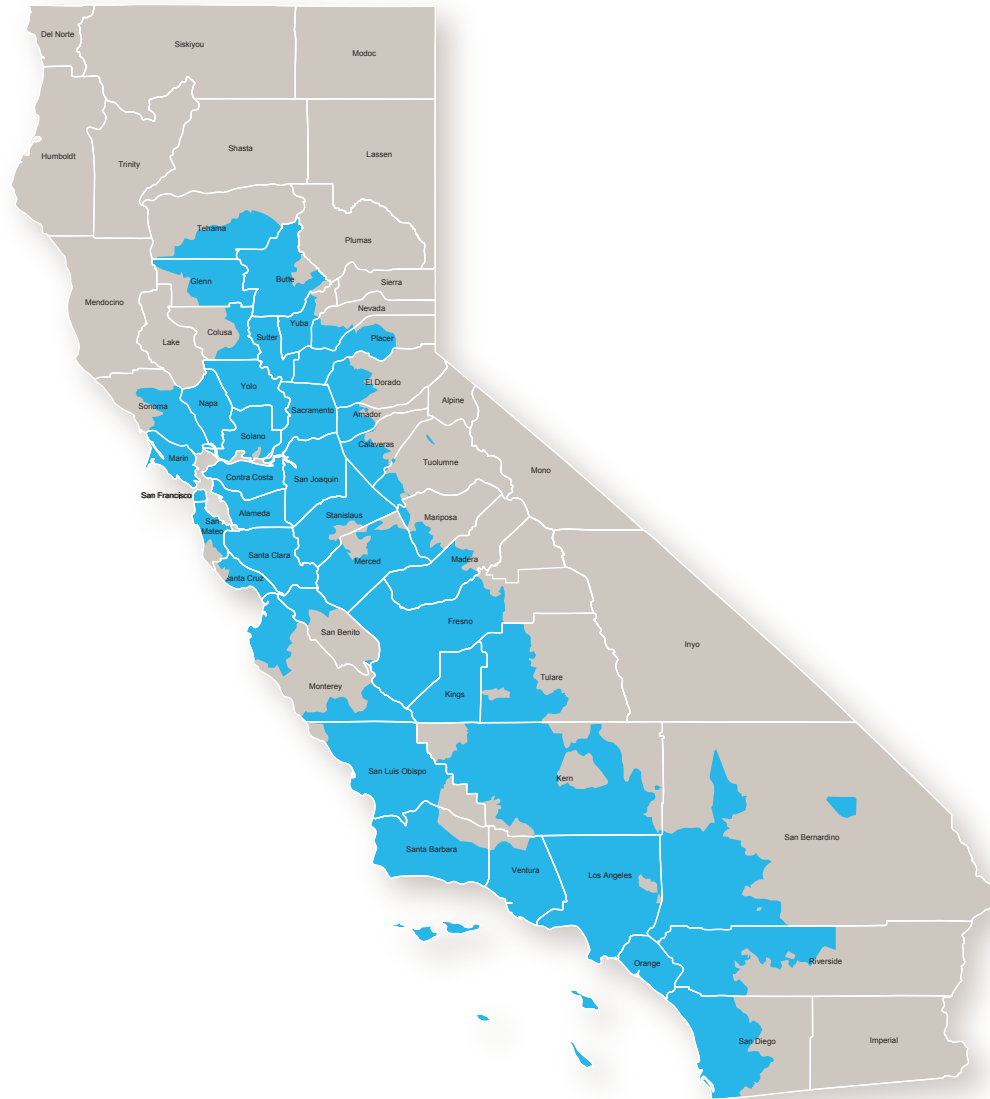 Del Norte
Siskiyou
Modoc
Humboldt
Trinity
Shasta
Lassen
Tehama
Plumas
Mendocino
Glenn
Butte
Sierra
Nevada
Lake
Colusa
Sutter
Yuba
Placer
Yolo
El Dorado
Sonoma
Napa
Sacramento
Amador
Alpine
Solano
Calaveras
Marin
Tuolumne
Mono
Contra Costa
San Joaquin
San Francisco
Alameda
Stanislaus
Mariposa
San
Mateo
Santa Clara
Merced
Madera
Santa Cruz
San Benito
Fresno
Inyo
Monterey
Kings
Tulare
San Luis Obispo
Kern
San Bernardino
Santa Barbara
Ventura
Los Angeles
Orange
Riverside
San Diego
Imperial